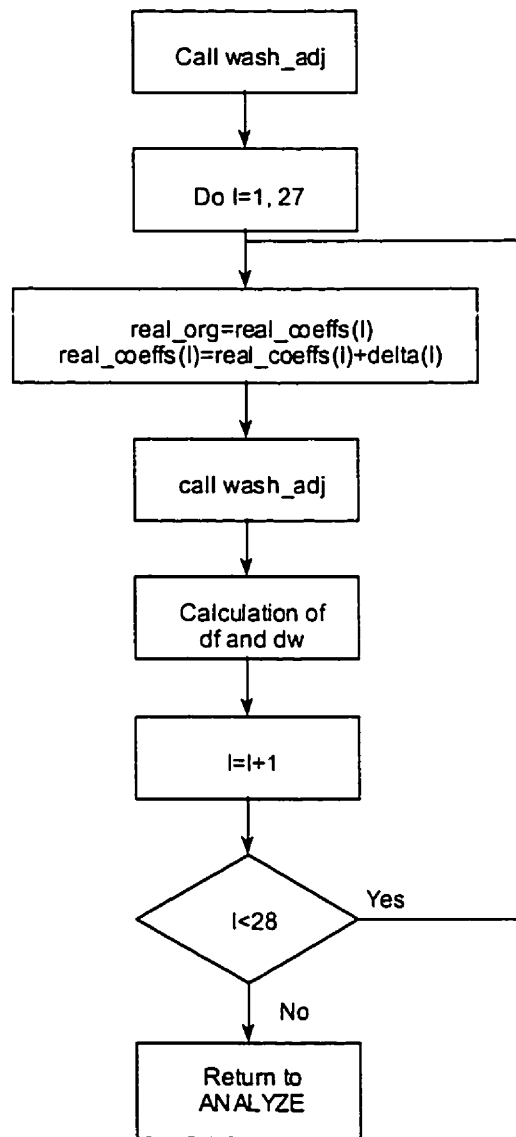 Call wash_adj
Do I=1, 27
real_org=real_coeffs(I)
real_coeffs(I)=real_coeffs(I)+delta(I)
call wash_adj
Calculation of
df and dw
I=I+1
I<28
Yes
No
Return to
ANALYZE